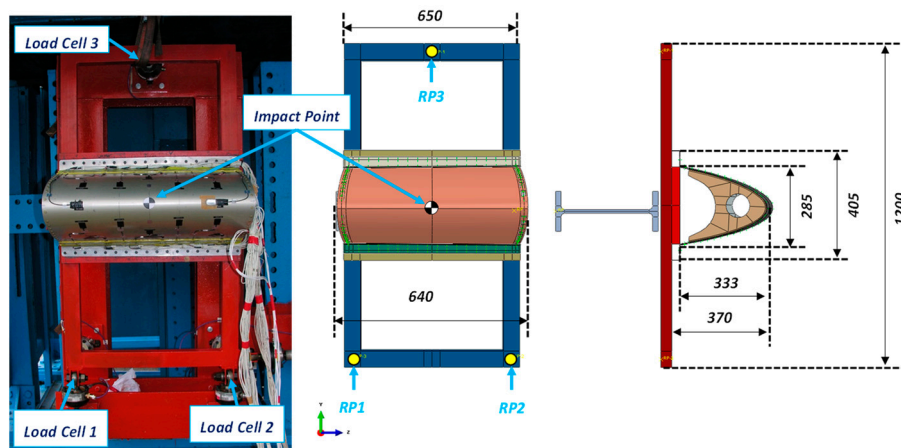 Load Cell 3
Impact Point
Load Cell 1
Load Cell 2
650
RP3
640
RP1
RP2
Y
Z
285
405
1200
333
370